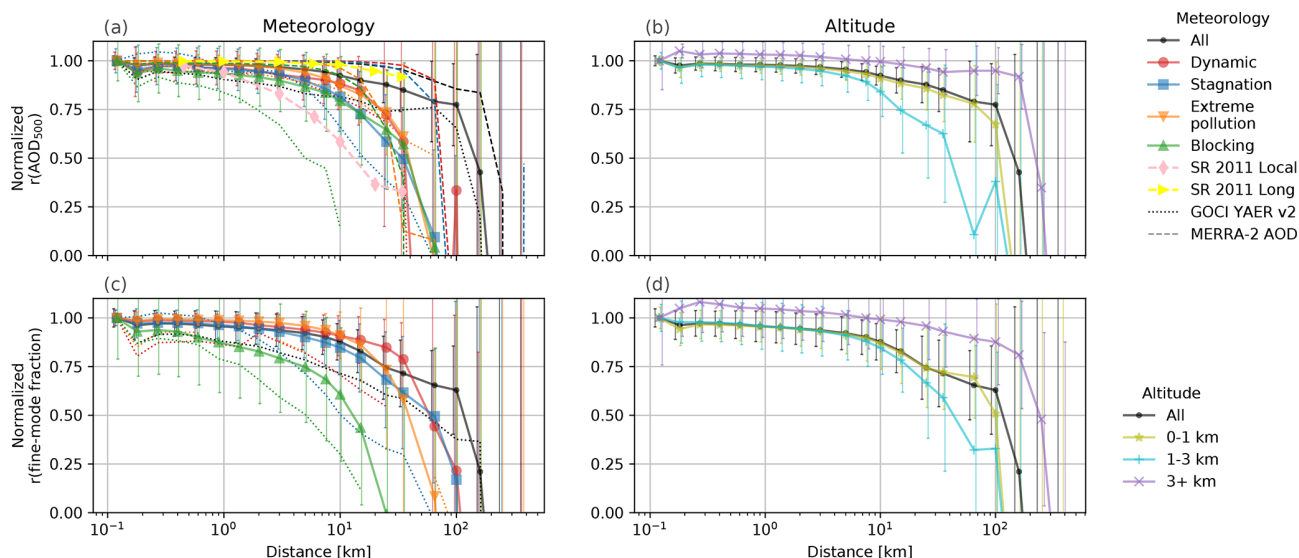 (a) Meteorology
(b) Altitude
Normalized
r(AOD500)
1.00
0.75
0.50
0.25
0.00
1.00
0.75
0.50
0.25
0.00
Meteorology
All
Dynamic
Stagnation
Extreme
pollution
Blocking
SR 2011 Local
SR 2011 Long
GOCI YAER v2
MERRA-2 AOD
(c)
(d)
Normalized
r(fine-mode fraction)
1.00
0.75
0.50
0.25
0.00
1.00
0.75
0.50
0.25
0.00
10⁻¹ 10⁰ 10¹ 10²
10⁻¹ 10⁰ 10¹ 10²
Distance [km]
Distance [km]
Altitude
All
0-1 km
1-3 km
3+ km